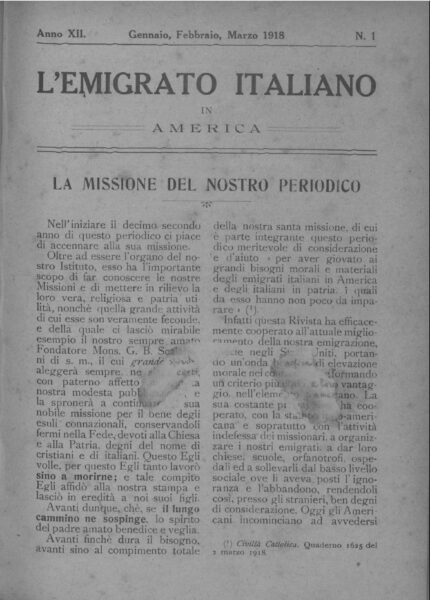 Anno XII.
Gennaio, Febbraio, Marzo 1918
N. 1
L'EMIGRATO ITALIANO
IN
AMERICA
LA MISSIONE DEL NOSTRO PERIODICO
Nell'iniziare il decimo secondo
anno di questo periodico ci piace
di accennare alla sua missione.
Oltre ad essere l'organo del no-
stro Istituto, esso ha l'importante
scopo di far conoscere le nostre
Missioni e di mettere in rilievo la
loro vera, religiosa e patria uti-
lità, nonchè quella grande attività
di cui esse son veramente feconde,
e della quale ci lasciò mirabile
esempio il nostro sempre amato
Fondatore Mons. G. B.
ni di s. m., il cui grande
aleggerà sempre, ne
con paterno affetto
nostra modesta
e la spronerà a sua
nobile missione per il bene degli
esuli connazionali, conservandoli
fermi nella Fede, devoti alla Chiesa
e alla Patria, degni del nome di
cristiani e di italiani. Questo Egli
volle, per questo Egli tanto lavorò
sino a morirne; e tale compito
Egli affidò alla nostra stampa e
lasciò in eredità a noi suoi figli.
Avanti dunque, chè, se il lungo
cammino ne sospinge, lo spirito
del padre amato benedice e veglia.
Avanti finchè dura il bisogno,
avanti sino al compimento totale
della nostra santa missione, di cui
è parte integrante questo perio-
dico meritevole di considerazione
e d'aiuto « per aver giovato ai
grandi bisogni morali e materiali
degli emigrati italiani in America
e degli italiani in patria, i quali
da esso hanno non poco da impa-
rare » (¹).
Infatti questa Rivista ha efficace-
mente cooperato all'attuale miglio-
ramento della nostra emigrazione,
negli Uniti, portan-
do un'onda di elevazione
morale nei
un criterio vantag-
gio, nell'elemento
sua costante ha coo-
perato, con la
cana e sopratutto con l'attività
indefessa dei missionari, a organiz-
zare i nostri emigrati, a dar loro
chiese, scuole, orfanotrofi, ospe-
dali ed a sollevarli dal basso livello
sociale ove li aveva posti l'igno-
ranza e l'abbandono, rendendoli
così, presso gli stranieri, ben degni
di considerazione. Oggi gli Ameri-
cani incominciano ad avvedersi
(¹) Civiltà Cattolica. Quaderno 1625 del
2 marzo 1918.